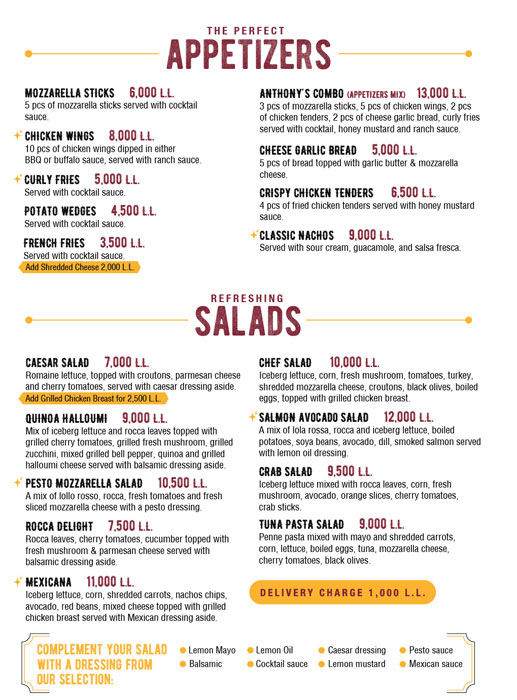 THE PERFECT
APPETIZERS
MOZZARELLA STICKS 6,000 L.L.
5 pcs of mozzarella sticks served with cocktail
sauce.
CHICKEN WINGS 8,000 L.L.
10 pcs of chicken wings dipped in either
BBQ or buffalo sauce, served with ranch sauce.
CURLY FRIES 5,000 L.L.
Served with cocktail sauce.
POTATO WEDGES 4,500 L.L.
Served with cocktail sauce.
FRENCH FRIES 3,500 L.L.
Served with cocktail sauce.
Add Shredded Cheese 2,000 L.L.
ANTHONY'S COMBO (APPETIZERS MIX) 13,000 L.L.
3 pcs of mozzarella sticks, 5 pcs of chicken wings, 2 pcs
of chicken tenders, 2 pcs of cheese garlic bread, curly fries
served with cocktail, honey mustard and ranch sauce.
CHEESE GARLIC BREAD 5,000 L.L.
5 pcs of bread topped with garlic butter & mozzarella
cheese.
CRISPY CHICKEN TENDERS 6,500 L.L.
4 pcs of fried chicken tenders served with honey mustard
sauce.
CLASSIC NACHOS 9,000 L.L.
Served with sour cream, guacamole, and salsa fresca.
REFRESHING
SALADS
CAESAR SALAD 7,000 L.L.
Romaine lettuce, topped with croutons, parmesan cheese
and cherry tomatoes, served with caesar dressing aside.
Add Grilled Chicken Breast for 2,500 L.L.
QUINOA HALLOUMI 9,000 L.L.
Mix of iceberg lettuce and rocca leaves topped with
grilled cherry tomatoes, grilled fresh mushroom, grilled
zucchini, mixed grilled bell pepper, quinoa and grilled
halloumi cheese served with balsamic dressing aside.
PESTO MOZZARELLA SALAD 10,500 L.L.
A mix of lollo rosso, rocca, fresh tomatoes and fresh
sliced mozzarella cheese with a pesto dressing.
ROCCA DELIGHT 7,500 L.L.
Rocca leaves, cherry tomatoes, cucumber topped with
fresh mushroom & parmesan cheese served with
balsamic dressing aside.
MEXICANA 11,000 L.L.
Iceberg lettuce, corn, shredded carrots, nachos chips,
avocado, red beans, mixed cheese topped with grilled
chicken breast served with Mexican dressing aside.
CHEF SALAD 10,000 L.L.
Iceberg lettuce, corn, fresh mushroom, tomatoes, turkey,
shredded mozzarella cheese, croutons, black olives, boiled
eggs, topped with grilled chicken breast.
SALMON AVOCADO SALAD 12,000 L.L.
A mix of lola rossa, rocca and iceberg lettuce, boiled
potatoes, soya beans, avocado, dill, smoked salmon served
with lemon oil dressing.
CRAB SALAD 9,500 L.L.
Iceberg lettuce mixed with rocca leaves, corn, fresh
mushroom, avocado, orange slices, cherry tomatoes,
crab sticks.
TUNA PASTA SALAD 9,000 L.L.
Penne pasta mixed with mayo and shredded carrots,
corn, lettuce, boiled eggs, tuna, mozzarella cheese,
cherry tomatoes, black olives.
DELIVERY CHARGE 1,000 L.L.
COMPLEMENT YOUR SALAD
WITH A DRESSING FROM
OUR SELECTION:
Lemon Mayo Lemon Oil Caesar dressing Pesto sauce
Balsamic Cocktail sauce Lemon mustard Mexican sauce